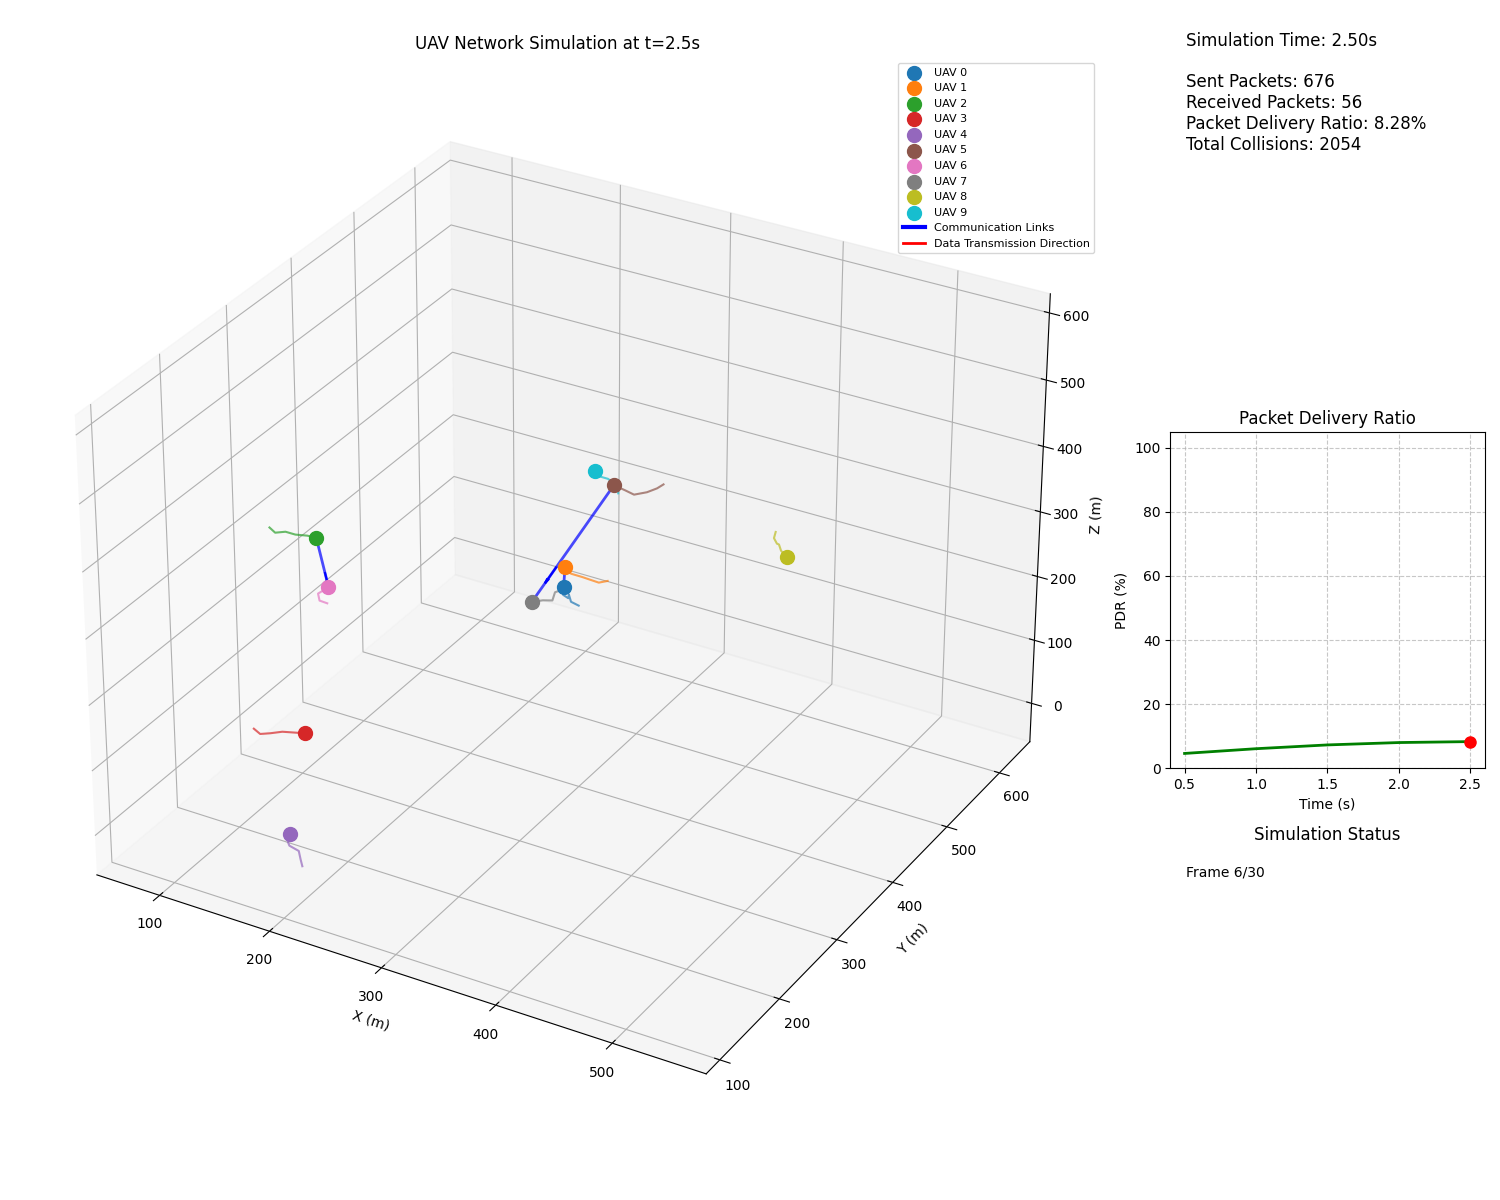 UAV Network Simulation at t=2.5s
UAV 0
UAV 1
UAV 2
UAV 3
UAV 4
UAV 5
UAV 6
UAV 7
UAV 8
UAV 9
Communication Links
Data Transmission Direction
600
500
400
300
200
100
0
Z (m)
100
200
300
400
500
X (m)
600
500
400
300
200
100
Y (m)
Simulation Time: 2.50s
Sent Packets: 676
Received Packets: 56
Packet Delivery Ratio: 8.28%
Total Collisions: 2054
Packet Delivery Ratio
100
80
60
40
20
0
PDR (%)
0.5
1.0
1.5
2.0
2.5
Time (s)
Simulation Status
Frame 6/30